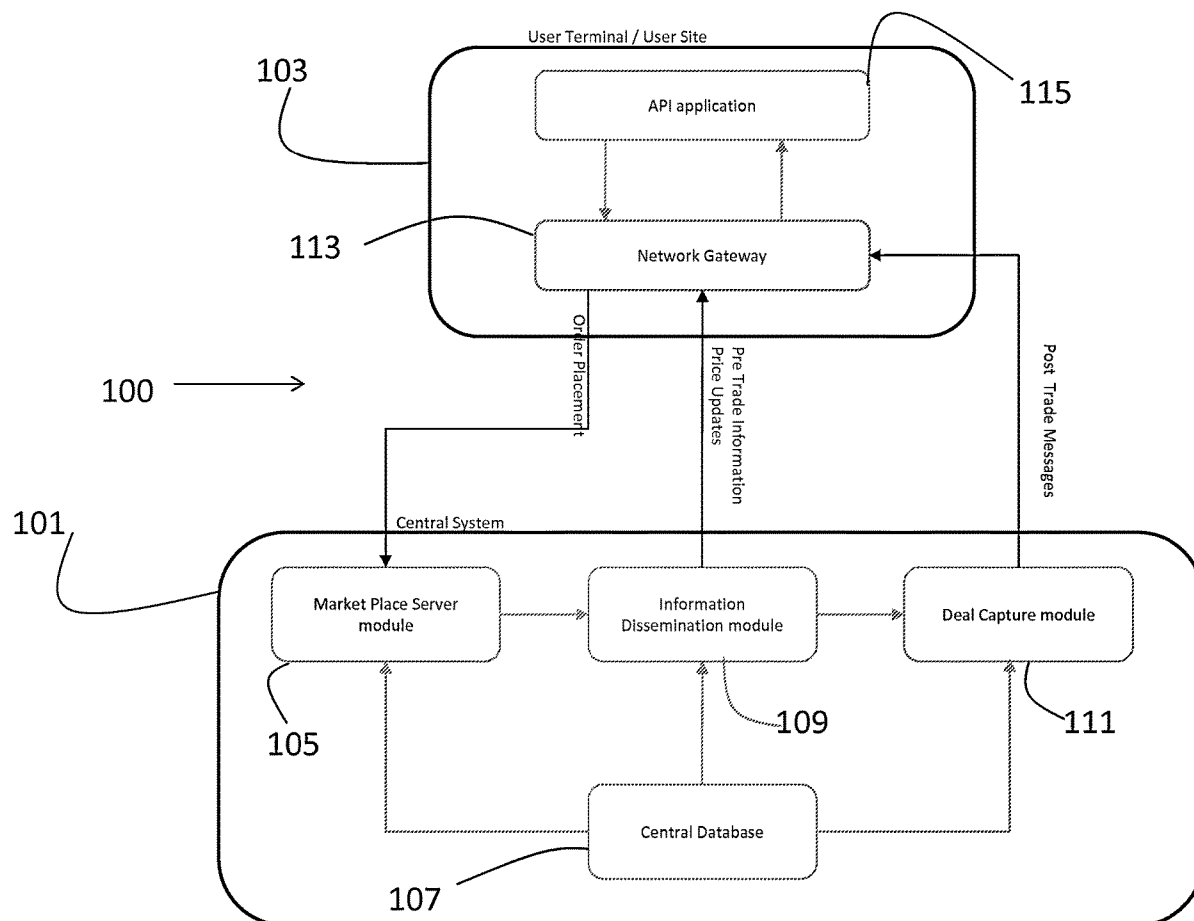 User Terminal / User Site
103
API application
115
113
Network Gateway
Order Placement
Pre Trade Information
Price Updates
Post Trade Messages
100
101
Central System
Market Place Server
module
Information
Dissemination module
Deal Capture module
105
109
111
Central Database
107